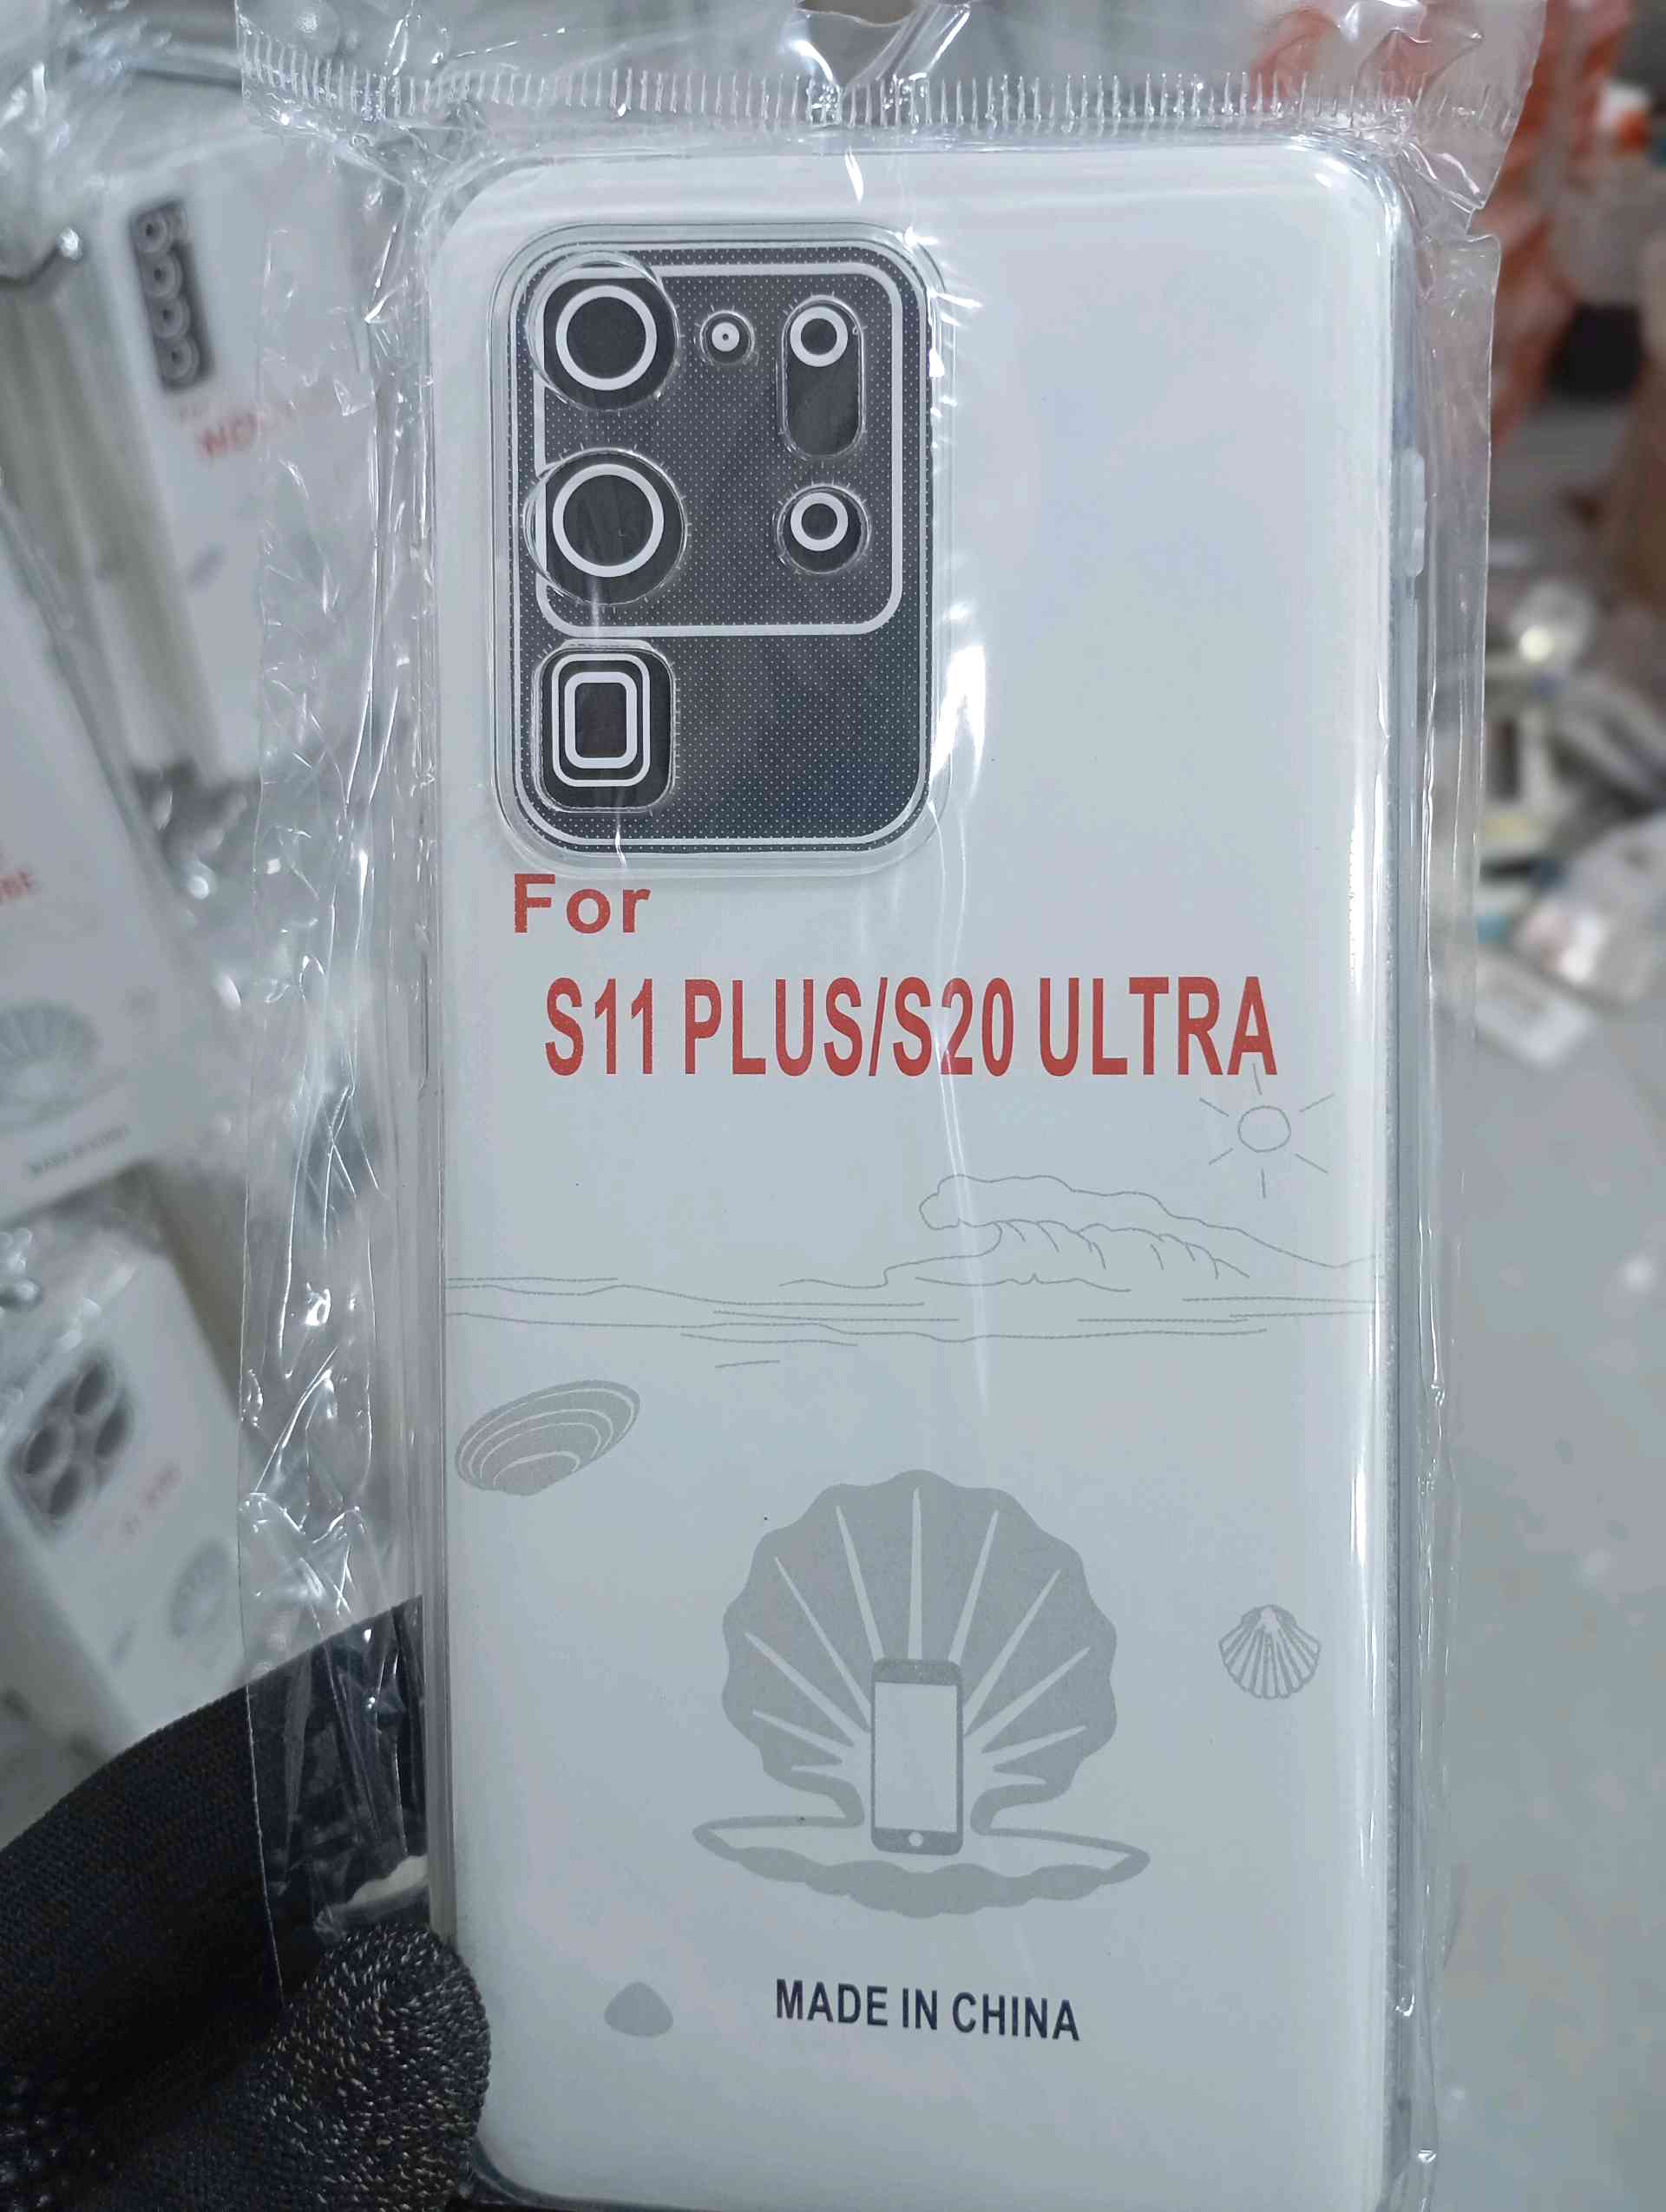 For
S11 PLUS/S20 ULTRA
MADE IN CHINA